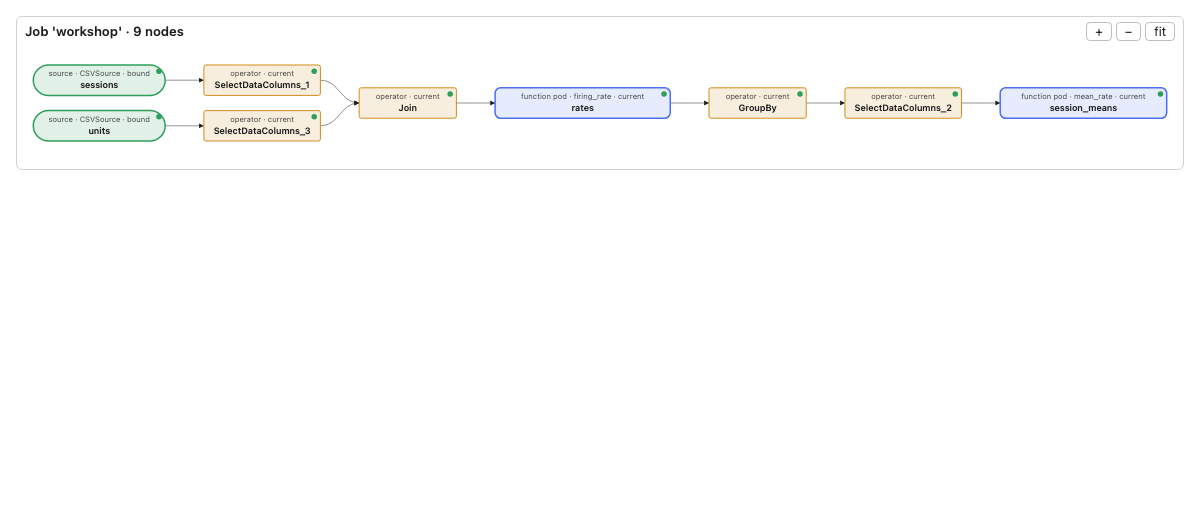 Job 'workshop' · 9 nodes
+
−
fit
source · CSVSource · bound
sessions
operator · current
SelectDataColumns_1
source · CSVSource · bound
units
operator · current
SelectDataColumns_3
operator · current
Join
function pod · firing_rate · current
rates
operator · current
GroupBy
operator · current
SelectDataColumns_2
function pod · mean_rate · current
session_means